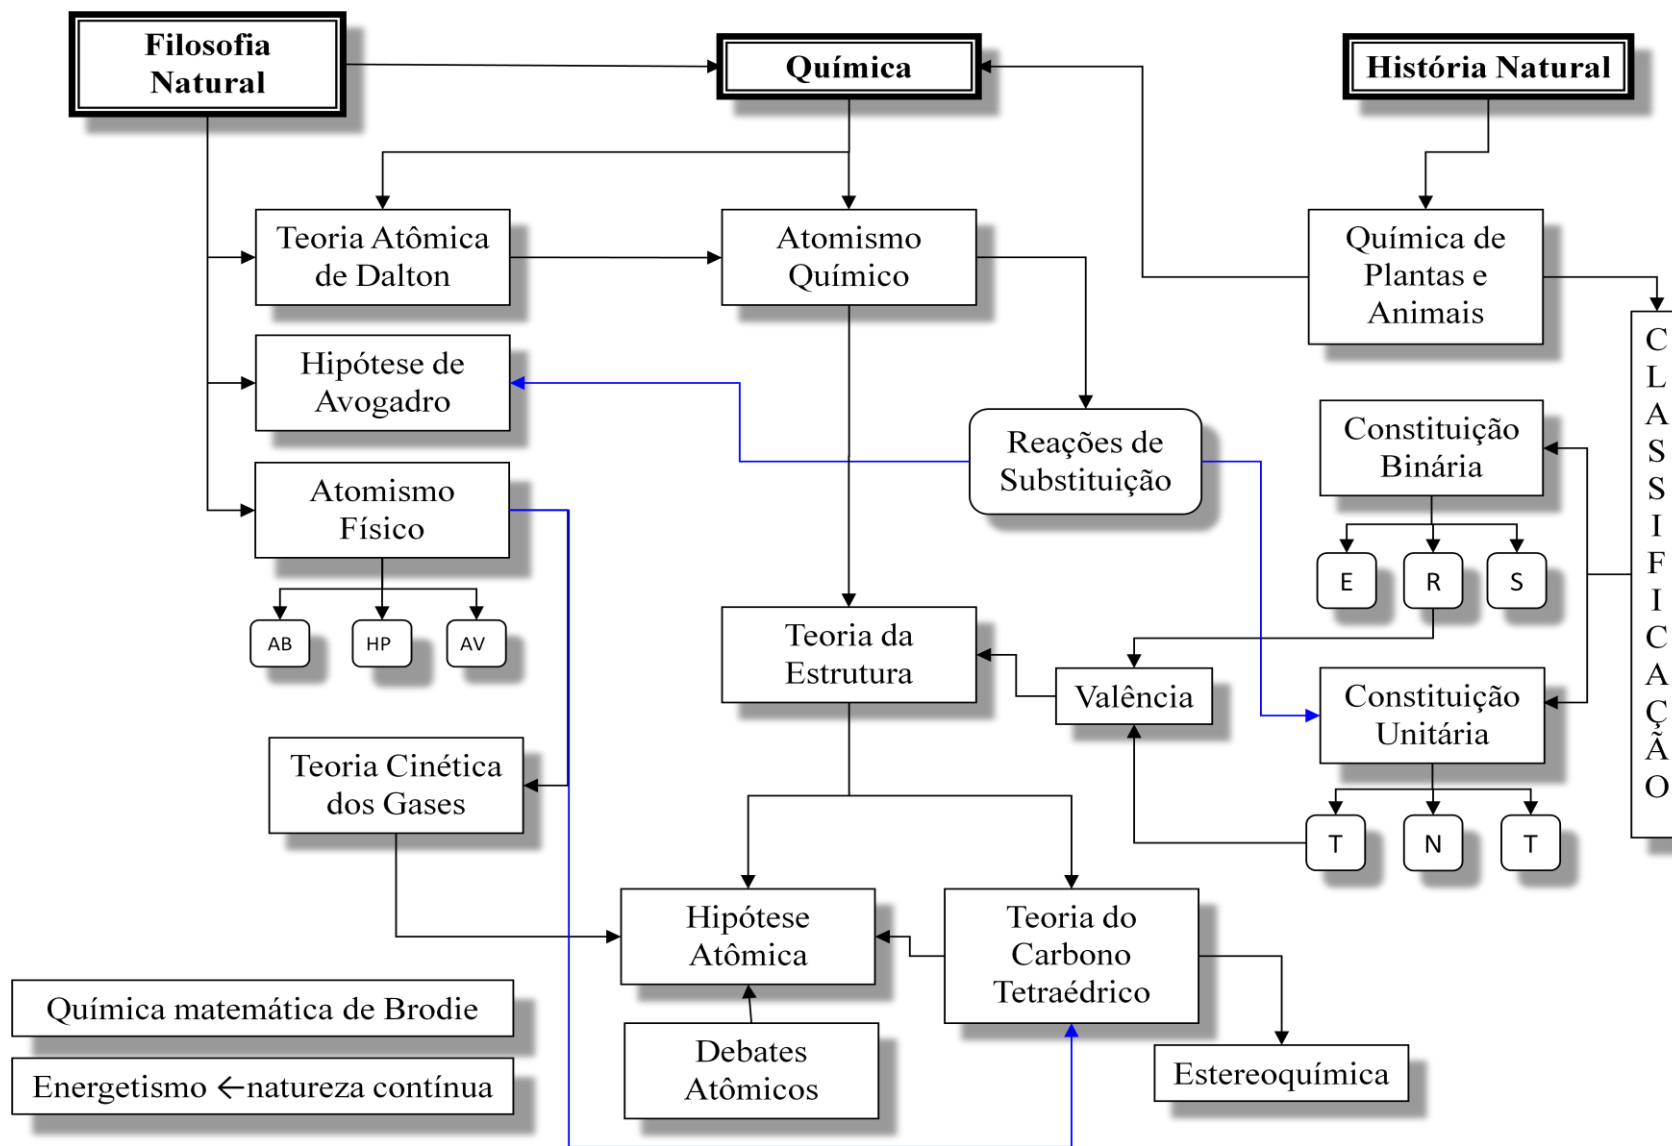 Filosofia
Natural
Química
História Natural
Teoria Atômica
de Dalton
Atomismo
Químico
Química de
Plantas e
Animais
Hipótese de
Avogadro
Reações de
Substituição
Constituição
Binária
C
L
A
S
S
I
F
I
C
A
Ç
Ã
O
Atomismo
Físico
E
R
S
AB
HP
AV
Teoria da
Estrutura
Valência
Constituição
Unitária
Teoria Cinética
dos Gases
T
N
T
Hipótese
Atômica
Teoria do
Carbono
Tetraédrico
Química matemática de Brodie
Energetismo ←natureza contínua
Debates
Atômicos
Estereoquímica